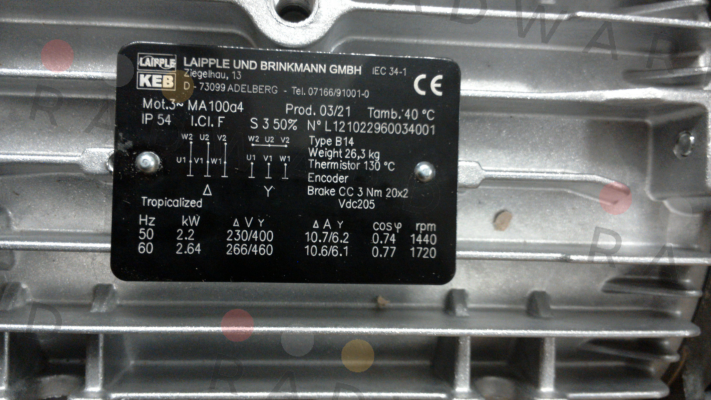 LAIPPLE
KEB
LAIPPLE UND BRINKMANN GMBH IEC 34-1
Ziegelhau, 13
D - 73099 ADELBERG - Tel. 07166/91001-0
CE
Mot.3~ MA100a4 Prod. 03/21 Tamb.:40 °C
IP 54 I.Cl. F S 3 50% N° L121022960034001
W2 U2 V2 W2 U2 V2
U1 V1 W1 U1 V1 W1
Δ Y
Type B14
Weight 26,3 kg
Thermistor 130 °C
Encoder
Brake CC 3 Nm 20x2
Vdc205
Tropicalized
Hz kW Δ V Y Δ A Y cos φ rpm
50 2.2 230/400 10.7/6.2 0.74 1440
60 2.64 266/460 10.6/6.1 0.77 1720